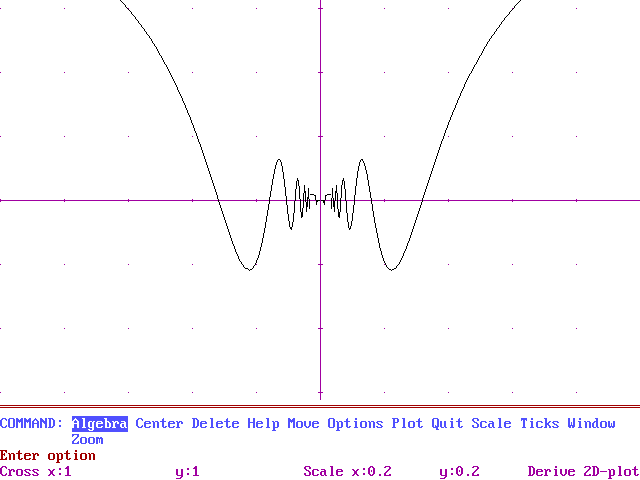 COMMAND: Algebra Center Delete Help Move Options Plot Quit Scale Ticks Window
Zoom
Enter option
Cross x:1 y:1 Scale x:0.2 y:0.2 Derive 2D-plot